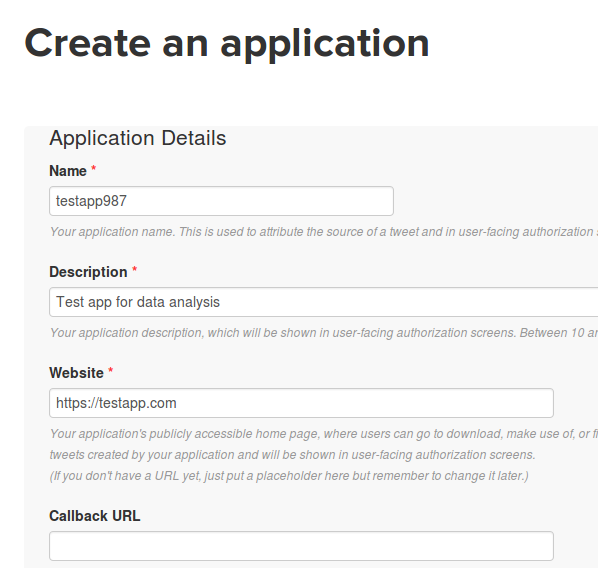 Create an application
Application Details
Name *
testapp987
Your application name. This is used to attribute the source of a tweet and in user-facing authorization
Description *
Test app for data analysis
Your application description, which will be shown in user-facing authorization screens. Between 10
Website *
https://testapp.com
Your application's publicly accessible home page, where users can go to download, make use of, or
tweets created by your application and will be shown in user-facing authorization screens.
(If you don't have a URL yet, just put a placeholder here but remember to change it later.)
Callback URL